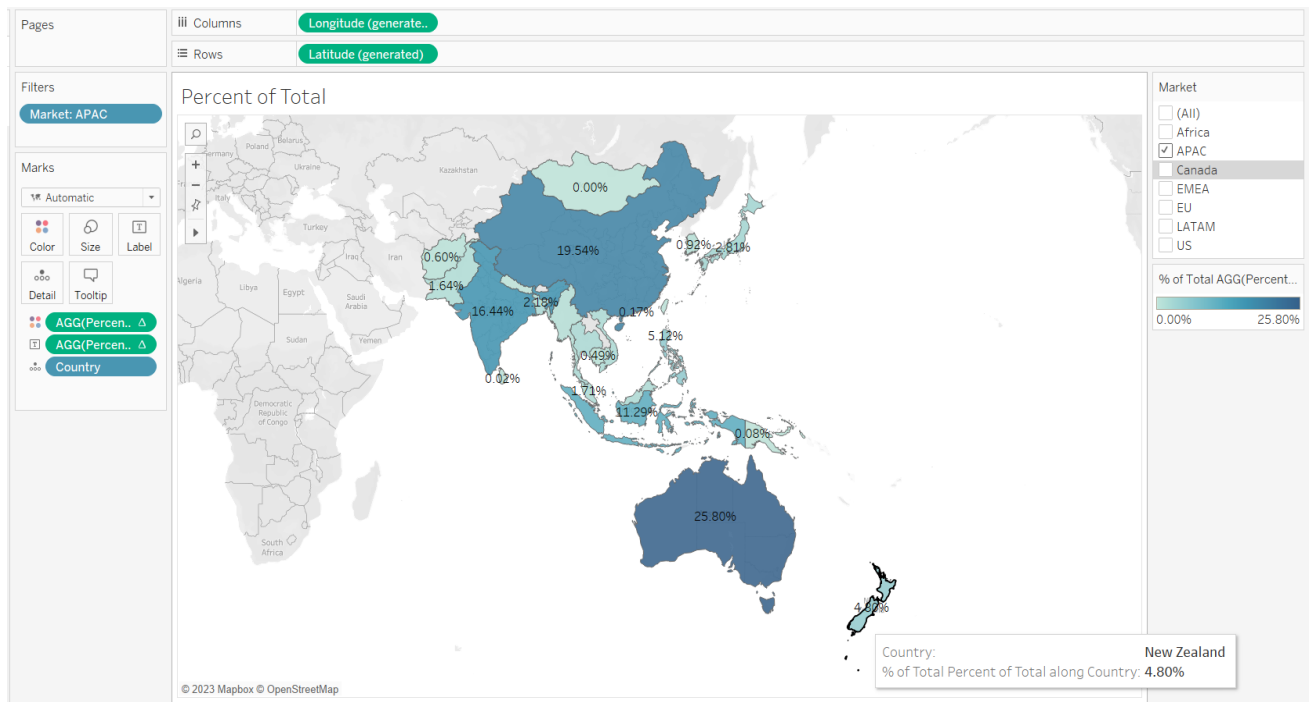 Pages
Columns
Longitude (generate..
Rows
Latitude (generated)
Filters
Market: APAC
Marks
Automatic
Color
Size
Label
Detail
Tooltip
AGG(Percen.. Δ
AGG(Percen.. Δ
Country
Percent of Total
Poland
Belarus
Ukraine
Kazakhstan
Italy
Turkey
Iraq
Iran
Algeria
Libya
Egypt
Saudi
Arabia
Sudan
Yemen
Democratic
Republic
of Congo
South
Africa
0.00%
19.54%
0.92%
2.81%
0.60%
1.64%
16.44%
2.18%
0.17%
5.12%
0.49%
0.02%
1.71%
11.29%
0.08%
25.80%
4.80%
Country: New Zealand
% of Total Percent of Total along Country: 4.80%
© 2023 Mapbox © OpenStreetMap
Market
(All)
Africa
APAC
Canada
EMEA
EU
LATAM
US
% of Total AGG(Percent...
0.00% 25.80%